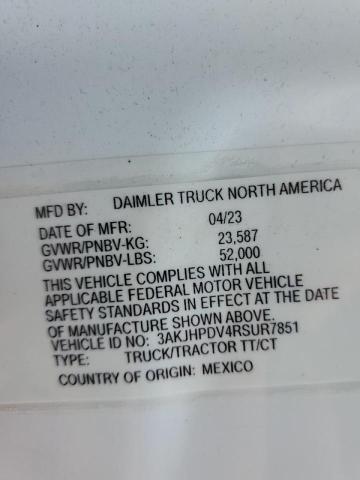 MFD BY: DAIMLER TRUCK NORTH AMERICA
DATE OF MFR: 04/23
GVWR/PNBV-KG: 23,587
GVWR/PNBV-LBS: 52,000
THIS VEHICLE COMPLIES WITH ALL
APPLICABLE FEDERAL MOTOR VEHICLE
SAFETY STANDARDS IN EFFECT AT THE DATE
OF MANUFACTURE SHOWN ABOVE.
VEHICLE ID NO: 3AKJHPDV4RSUR7851
TYPE: TRUCK/TRACTOR TT/CT
COUNTRY OF ORIGIN: MEXICO